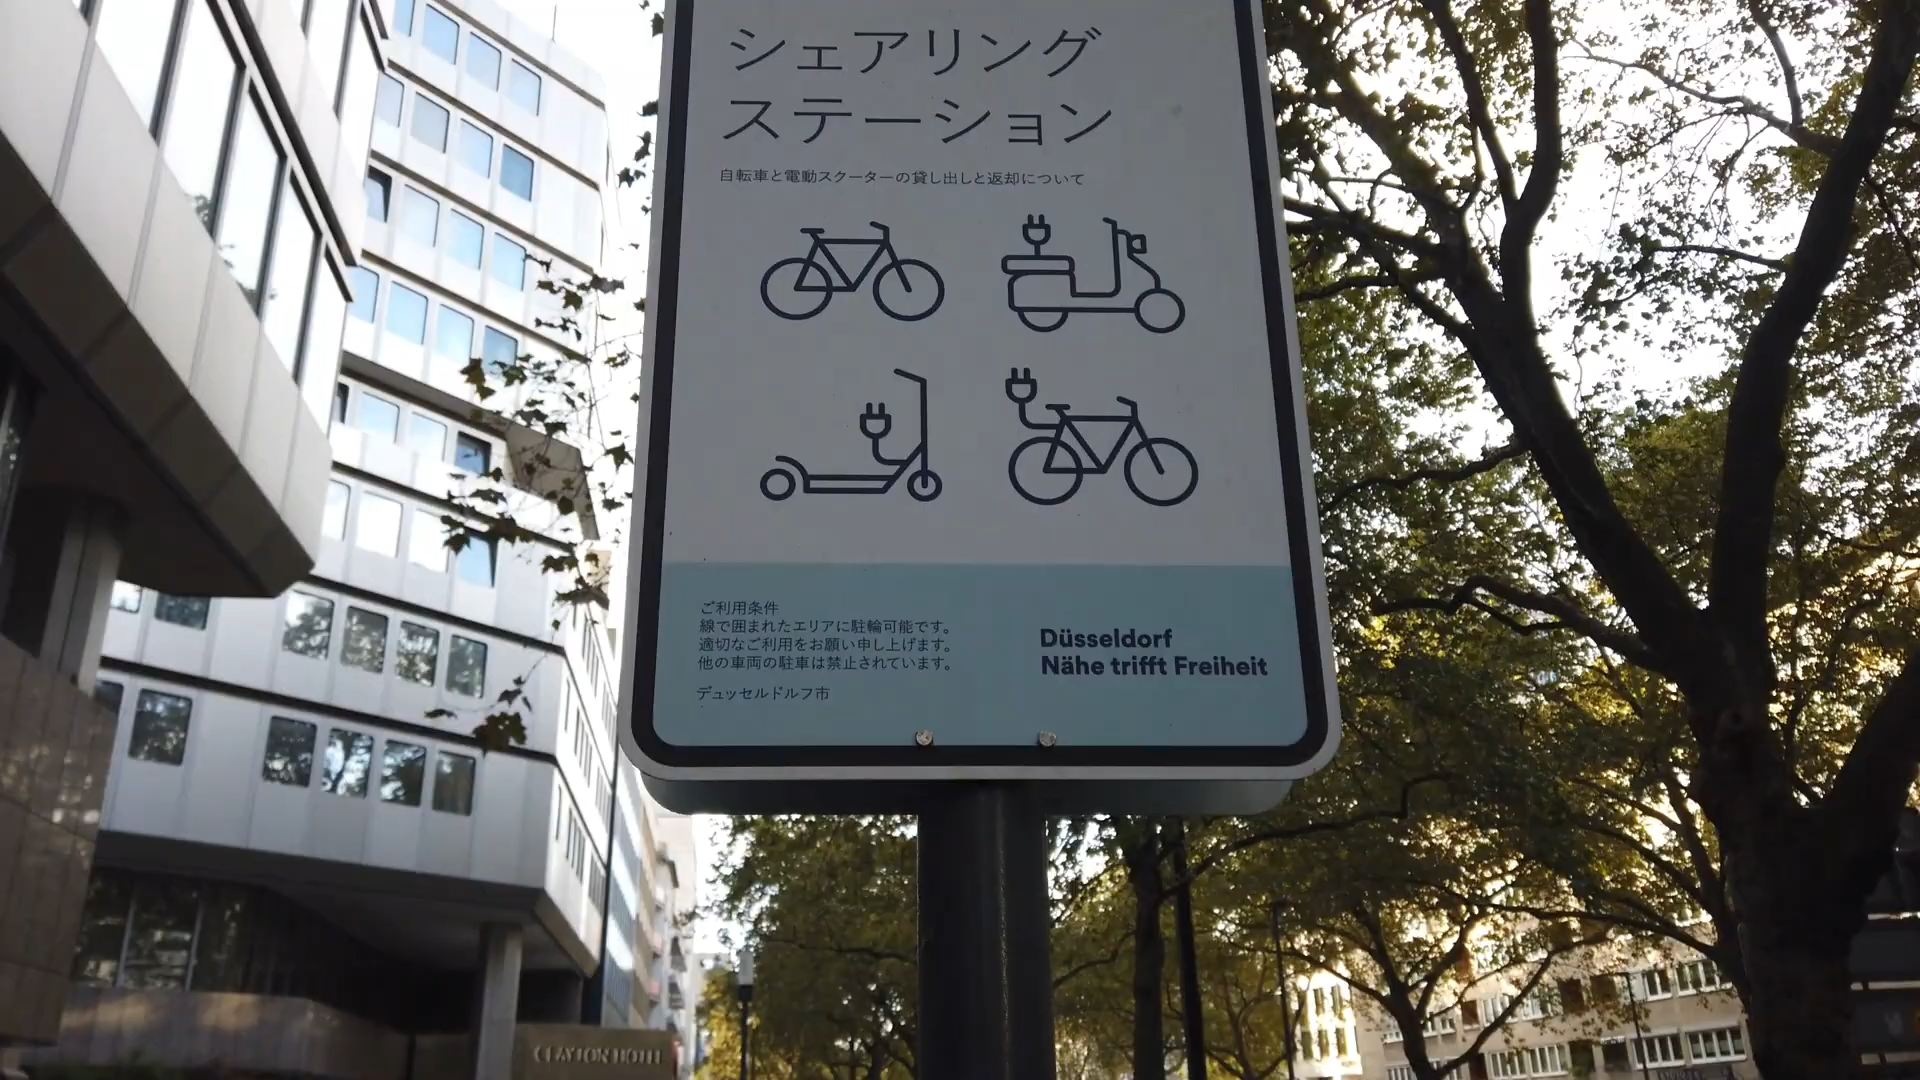 シェアリング
ステーション
自転車と電動スクーターの貸し出しと返却について
ご利用条件
線で囲まれたエリアに駐輪可能です。
適切なご利用をお願い申し上げます。
他の車両の駐車は禁止されています。
デュッセルドルフ市
Düsseldorf
Nähe trifft Freiheit
CLAYTON HOTEL